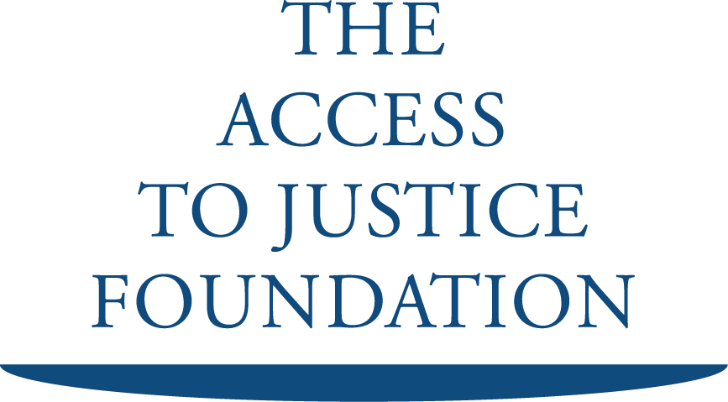 THE
ACCESS
TO JUSTICE
FOUNDATION